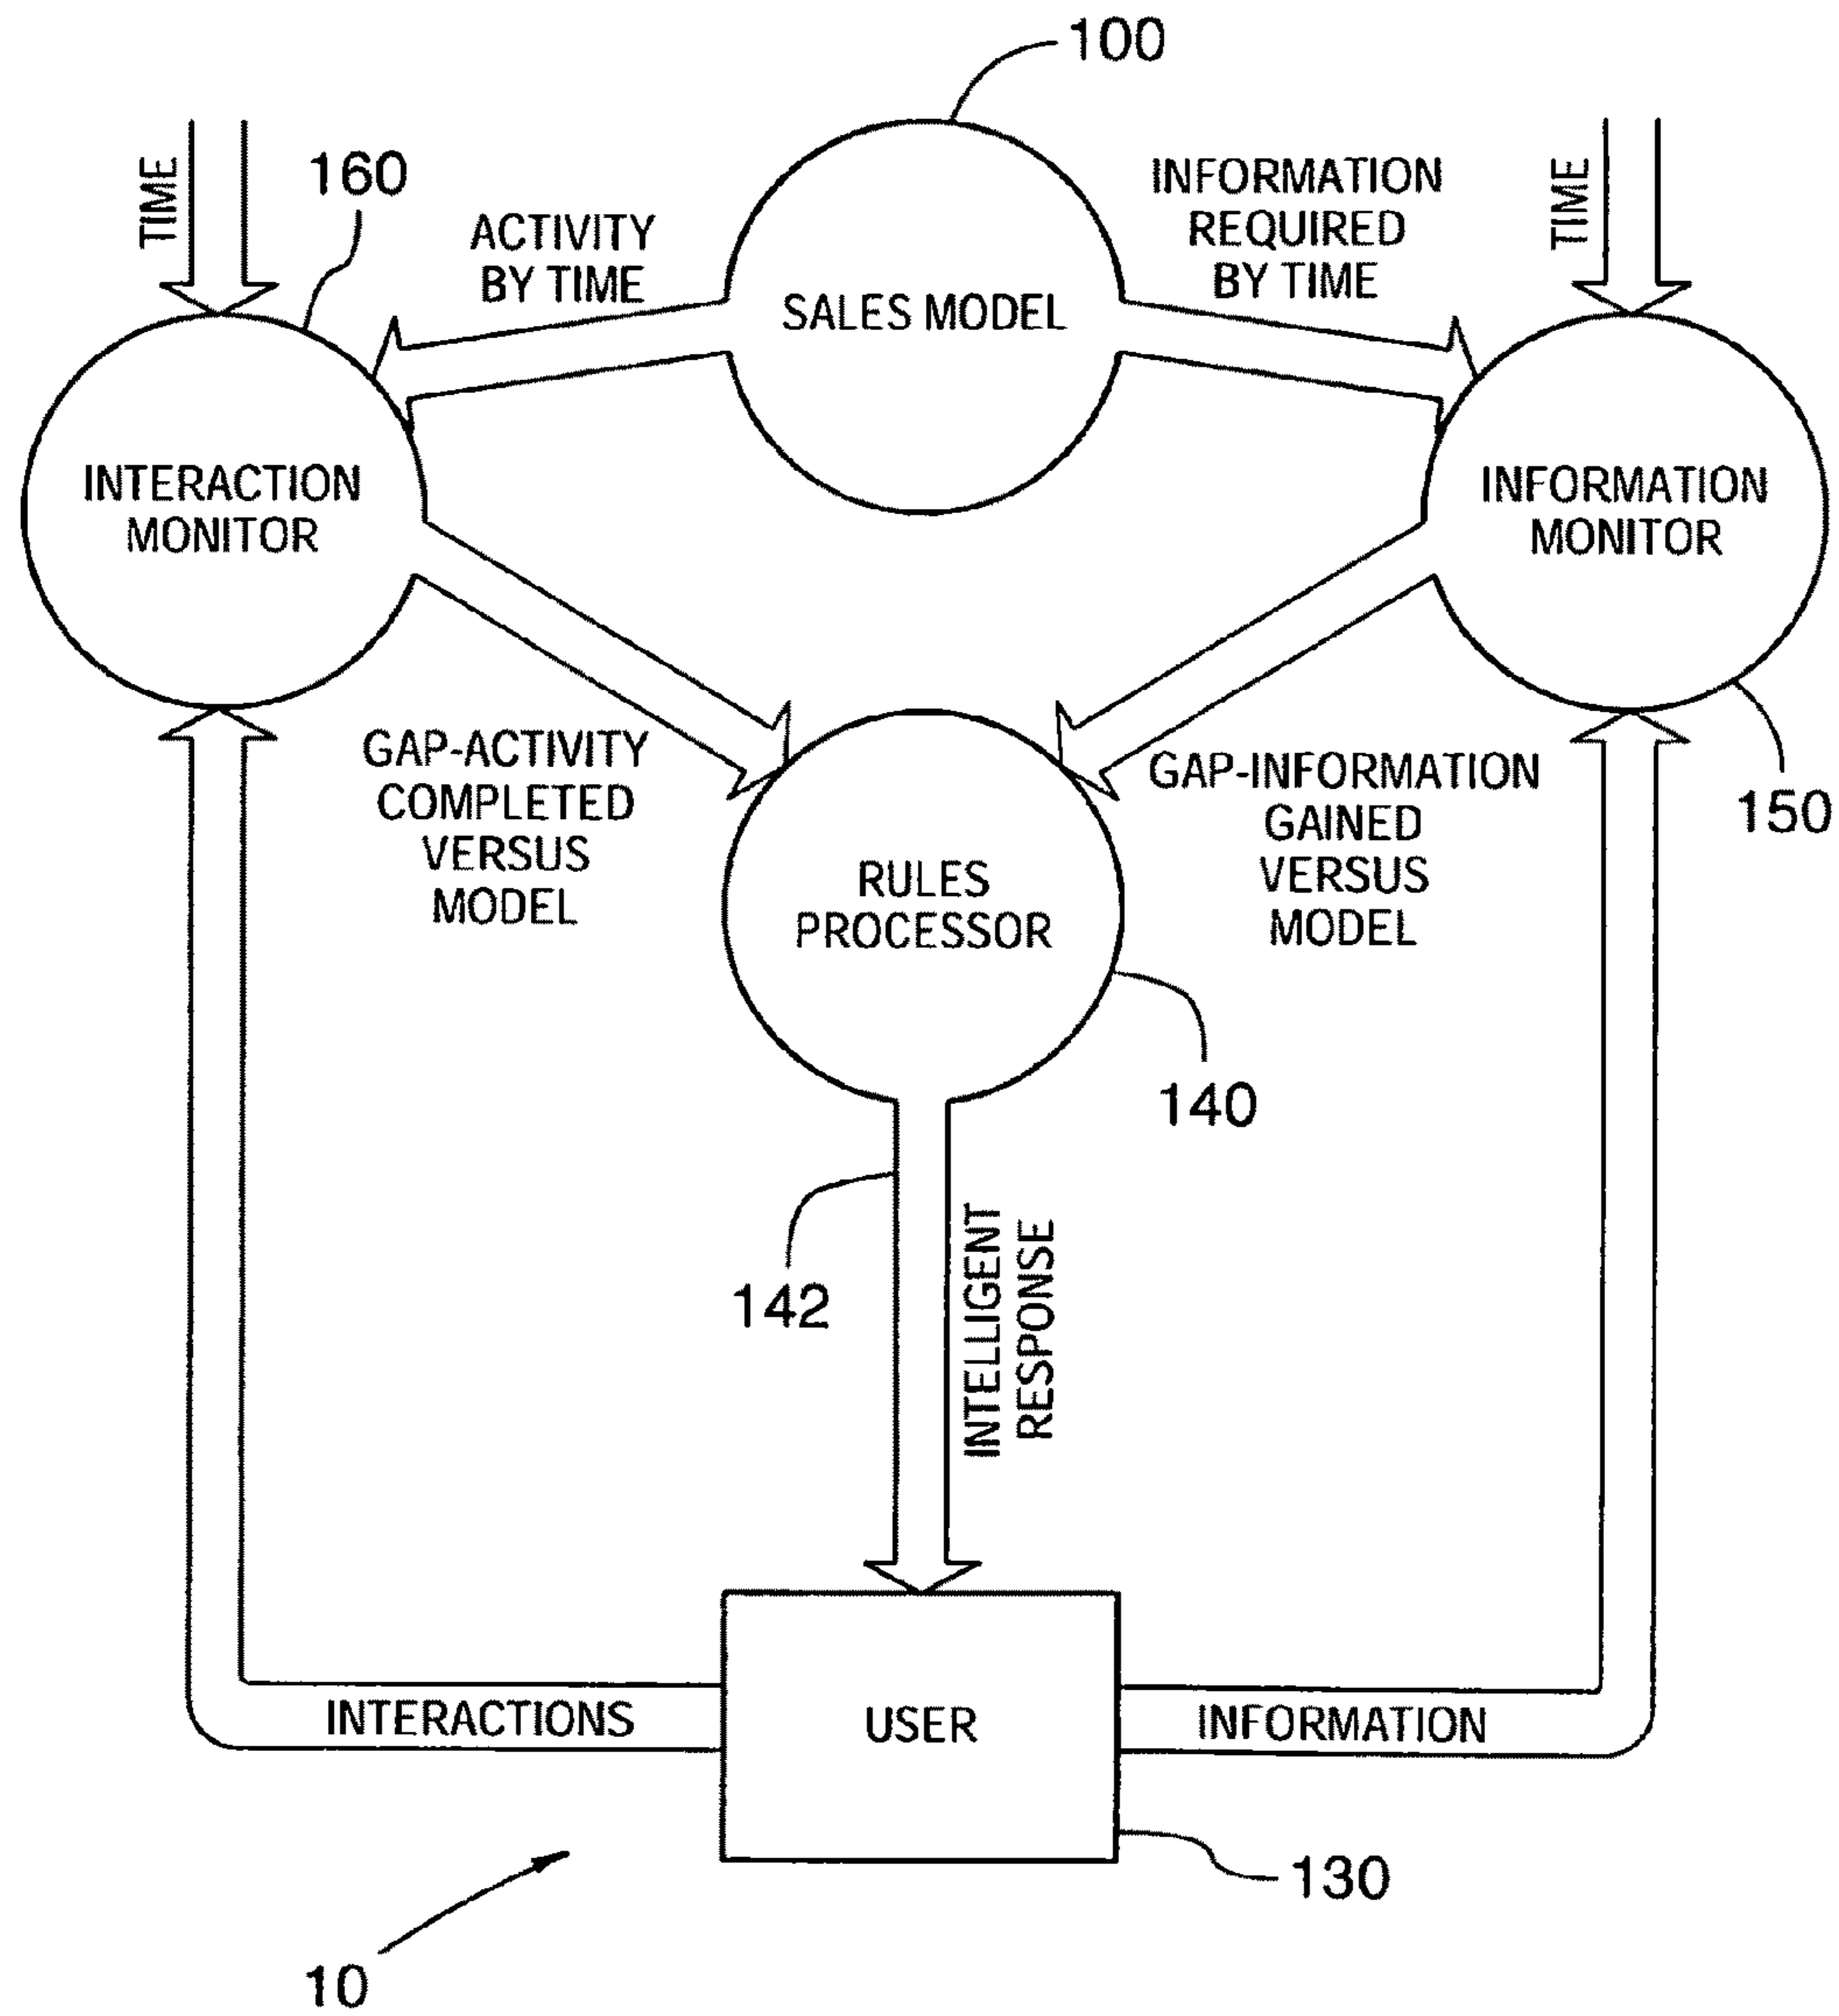 100
TIME
160
ACTIVITY
BY TIME
INFORMATION
REQUIRED
BY TIME
TIME
SALES MODEL
INTERACTION
MONITOR
INFORMATION
MONITOR
GAP-ACTIVITY
COMPLETED
VERSUS
MODEL
GAP-INFORMATION
GAINED
VERSUS
MODEL
150
RULES
PROCESSOR
140
142
INTELLIGENT
RESPONSE
INTERACTIONS
USER
INFORMATION
130
10